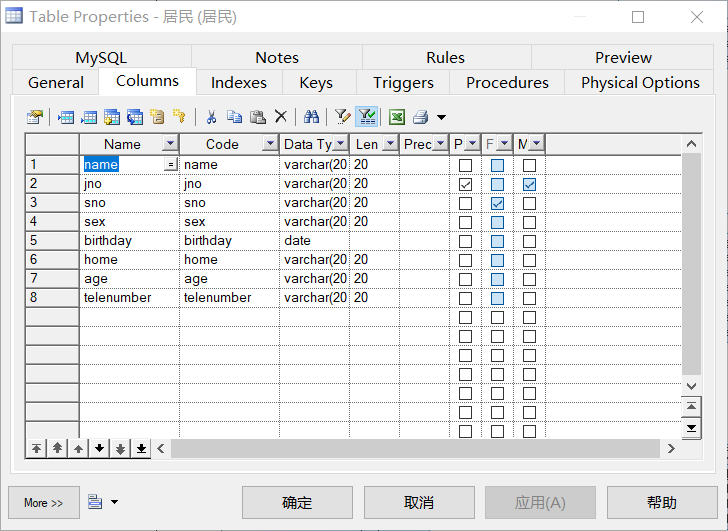 Table Properties - 居民 (居民)
MySQL Notes Rules Preview
General Columns Indexes Keys Triggers Procedures Physical Options
Name Code Data Ty Len Prec P F M
1 name = name varchar(20 20
2 jno jno varchar(20 20
3 sno sno varchar(20 20
4 sex sex varchar(20 20
5 birthday birthday date
6 home home varchar(20 20
7 age age varchar(20 20
8 telenumber telenumber varchar(20 20
More >> 确定 取消 应用(A) 帮助